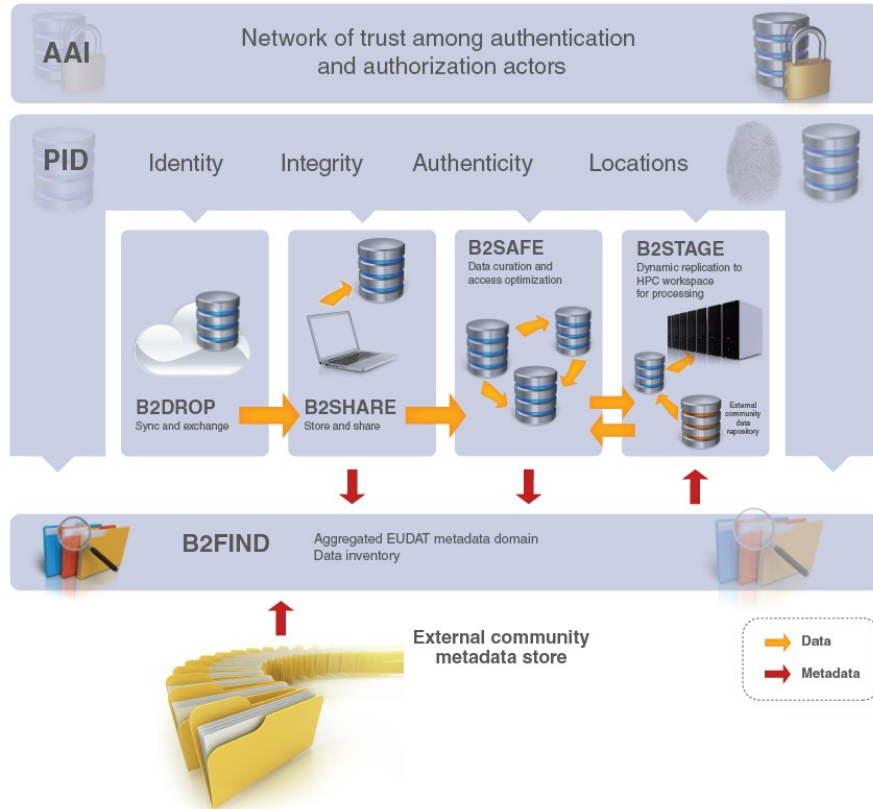 AAI
Network of trust among authentication
and authorization actors
PID
Identity
Integrity
Authenticity
Locations
B2DROP
Sync and exchange
B2SHARE
Store and share
B2SAFE
Data curation and
access optimization
B2STAGE
Dynamic replication to
HPC workspace
for processing
External
community
data
repository
B2FIND
Aggregated EUDAT metadata domain
Data inventory
External community
metadata store
Data
Metadata